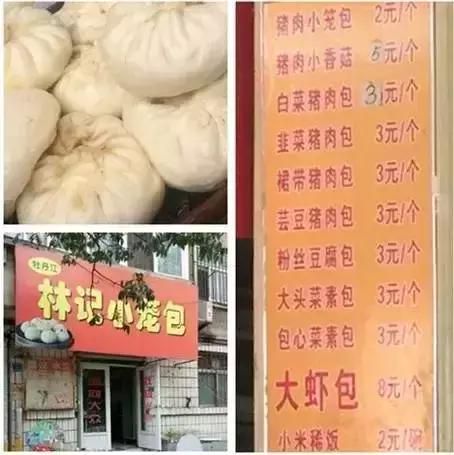 猪肉小笼包 2元/个
猪肉小香菇 5元/个
白菜猪肉包 3元/个
韭菜猪肉包 3元/个
裙带猪肉包 3元/个
芸豆猪肉包 3元/个
粉丝豆腐包 3元/个
大头菜素包 3元/个
包心菜素包 3元/个
大虾包 8元/个
小米稀饭 2元/碗
牡丹江
林记小笼包